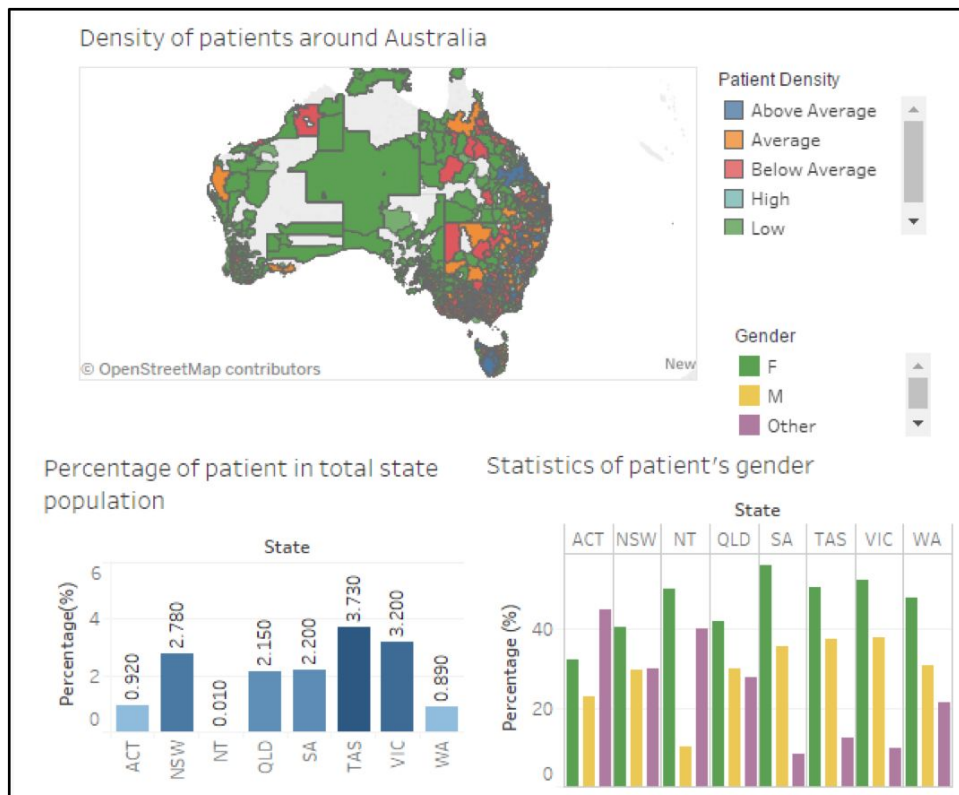 Density of patients around Australia
Patient Density
Above Average
Average
Below Average
High
Low
© OpenStreetMap contributors
New
Gender
F
M
Other
Percentage of patient in total state
population
State
Percentage(%)
6
4
2
0
0.920
2.780
0.010
2.150
2.200
3.730
3.200
0.890
ACT
NSW
NT
QLD
SA
TAS
VIC
WA
Statistics of patient's gender
State
ACT NSW NT QLD SA TAS VIC WA
Percentage (%)
40
20
0